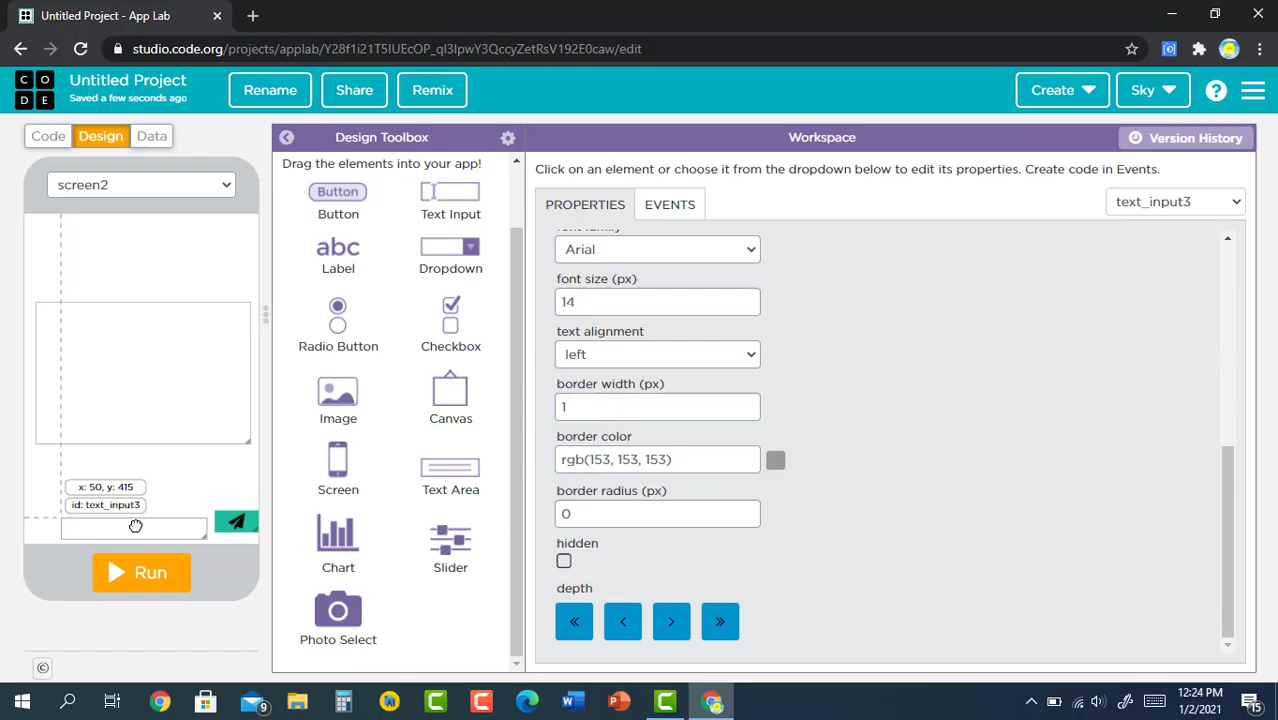 Untitled Project - App Lab
studio.code.org/projects/applab/Y28f1i21T5IUEcOP_qI3IpwY3QccyZetRsV192E0caw/edit
C O
D E
Untitled Project
Saved a few seconds ago
Rename
Share
Remix
Create
Sky
?
Code
Design
Data
Design Toolbox
Workspace
Version History
screen2
Drag the elements into your app!
Click on an element or choose it from the dropdown below to edit its properties. Create code in Events.
PROPERTIES
EVENTS
text_input3
Button
Button
Text Input
abc
Label
Dropdown
Radio Button
Checkbox
Image
Canvas
Screen
Text Area
Chart
Slider
Photo Select
Arial
font size (px)
14
text alignment
left
border width (px)
1
border color
rgb(153, 153, 153)
border radius (px)
0
hidden
depth
x: 50, y: 415
id: text_input3
Run
©
9
12:24 PM
1/2/2021
15